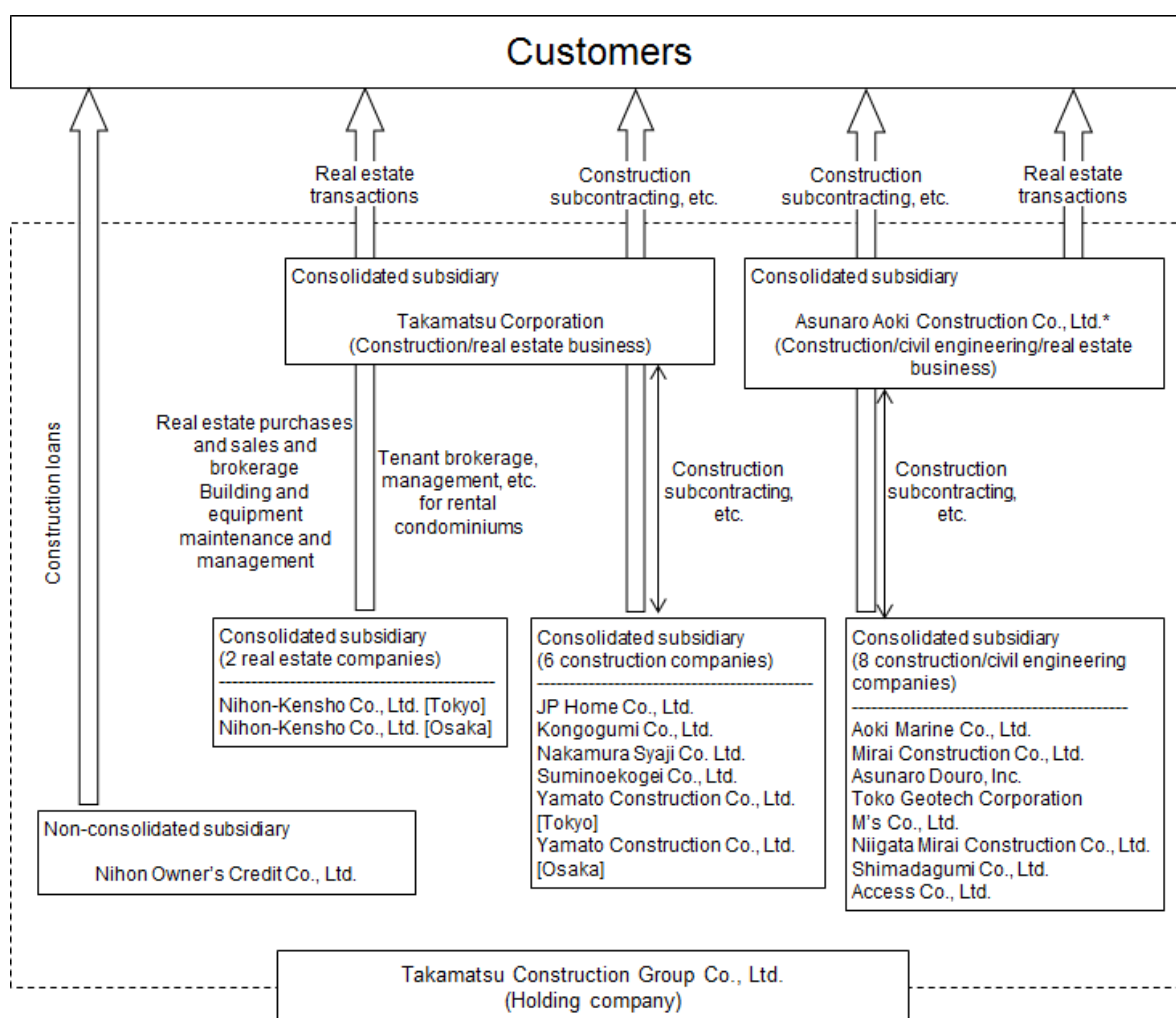 Customers
Real estate
transactions
Construction
subcontracting, etc.
Construction
subcontracting, etc.
Real estate
transactions
Consolidated subsidiary
Takamatsu Corporation
(Construction/real estate business)
Consolidated subsidiary
Asunaro Aoki Construction Co., Ltd.*
(Construction/civil engineering/real estate
business)
Construction loans
Real estate purchases
and sales and
brokerage
Building and
equipment
maintenance and
management
Tenant brokerage,
management, etc.
for rental
condominiums
Construction
subcontracting,
etc.
Construction
subcontracting,
etc.
Consolidated subsidiary
(2 real estate companies)
Nihon-Kensho Co., Ltd. [Tokyo]
Nihon-Kensho Co., Ltd. [Osaka]
Consolidated subsidiary
(6 construction companies)
JP Home Co., Ltd.
Kongogumi Co., Ltd.
Nakamura Syaji Co. Ltd.
Suminoekogei Co., Ltd.
Yamato Construction Co., Ltd.
[Tokyo]
Yamato Construction Co., Ltd.
[Osaka]
Consolidated subsidiary
(8 construction/civil engineering
companies)
Aoki Marine Co., Ltd.
Mirai Construction Co., Ltd.
Asunaro Douro, Inc.
Toko Geotech Corporation
M's Co., Ltd.
Niigata Mirai Construction Co., Ltd.
Shimadagumi Co., Ltd.
Access Co., Ltd.
Non-consolidated subsidiary
Nihon Owner's Credit Co., Ltd.
Takamatsu Construction Group Co., Ltd.
(Holding company)